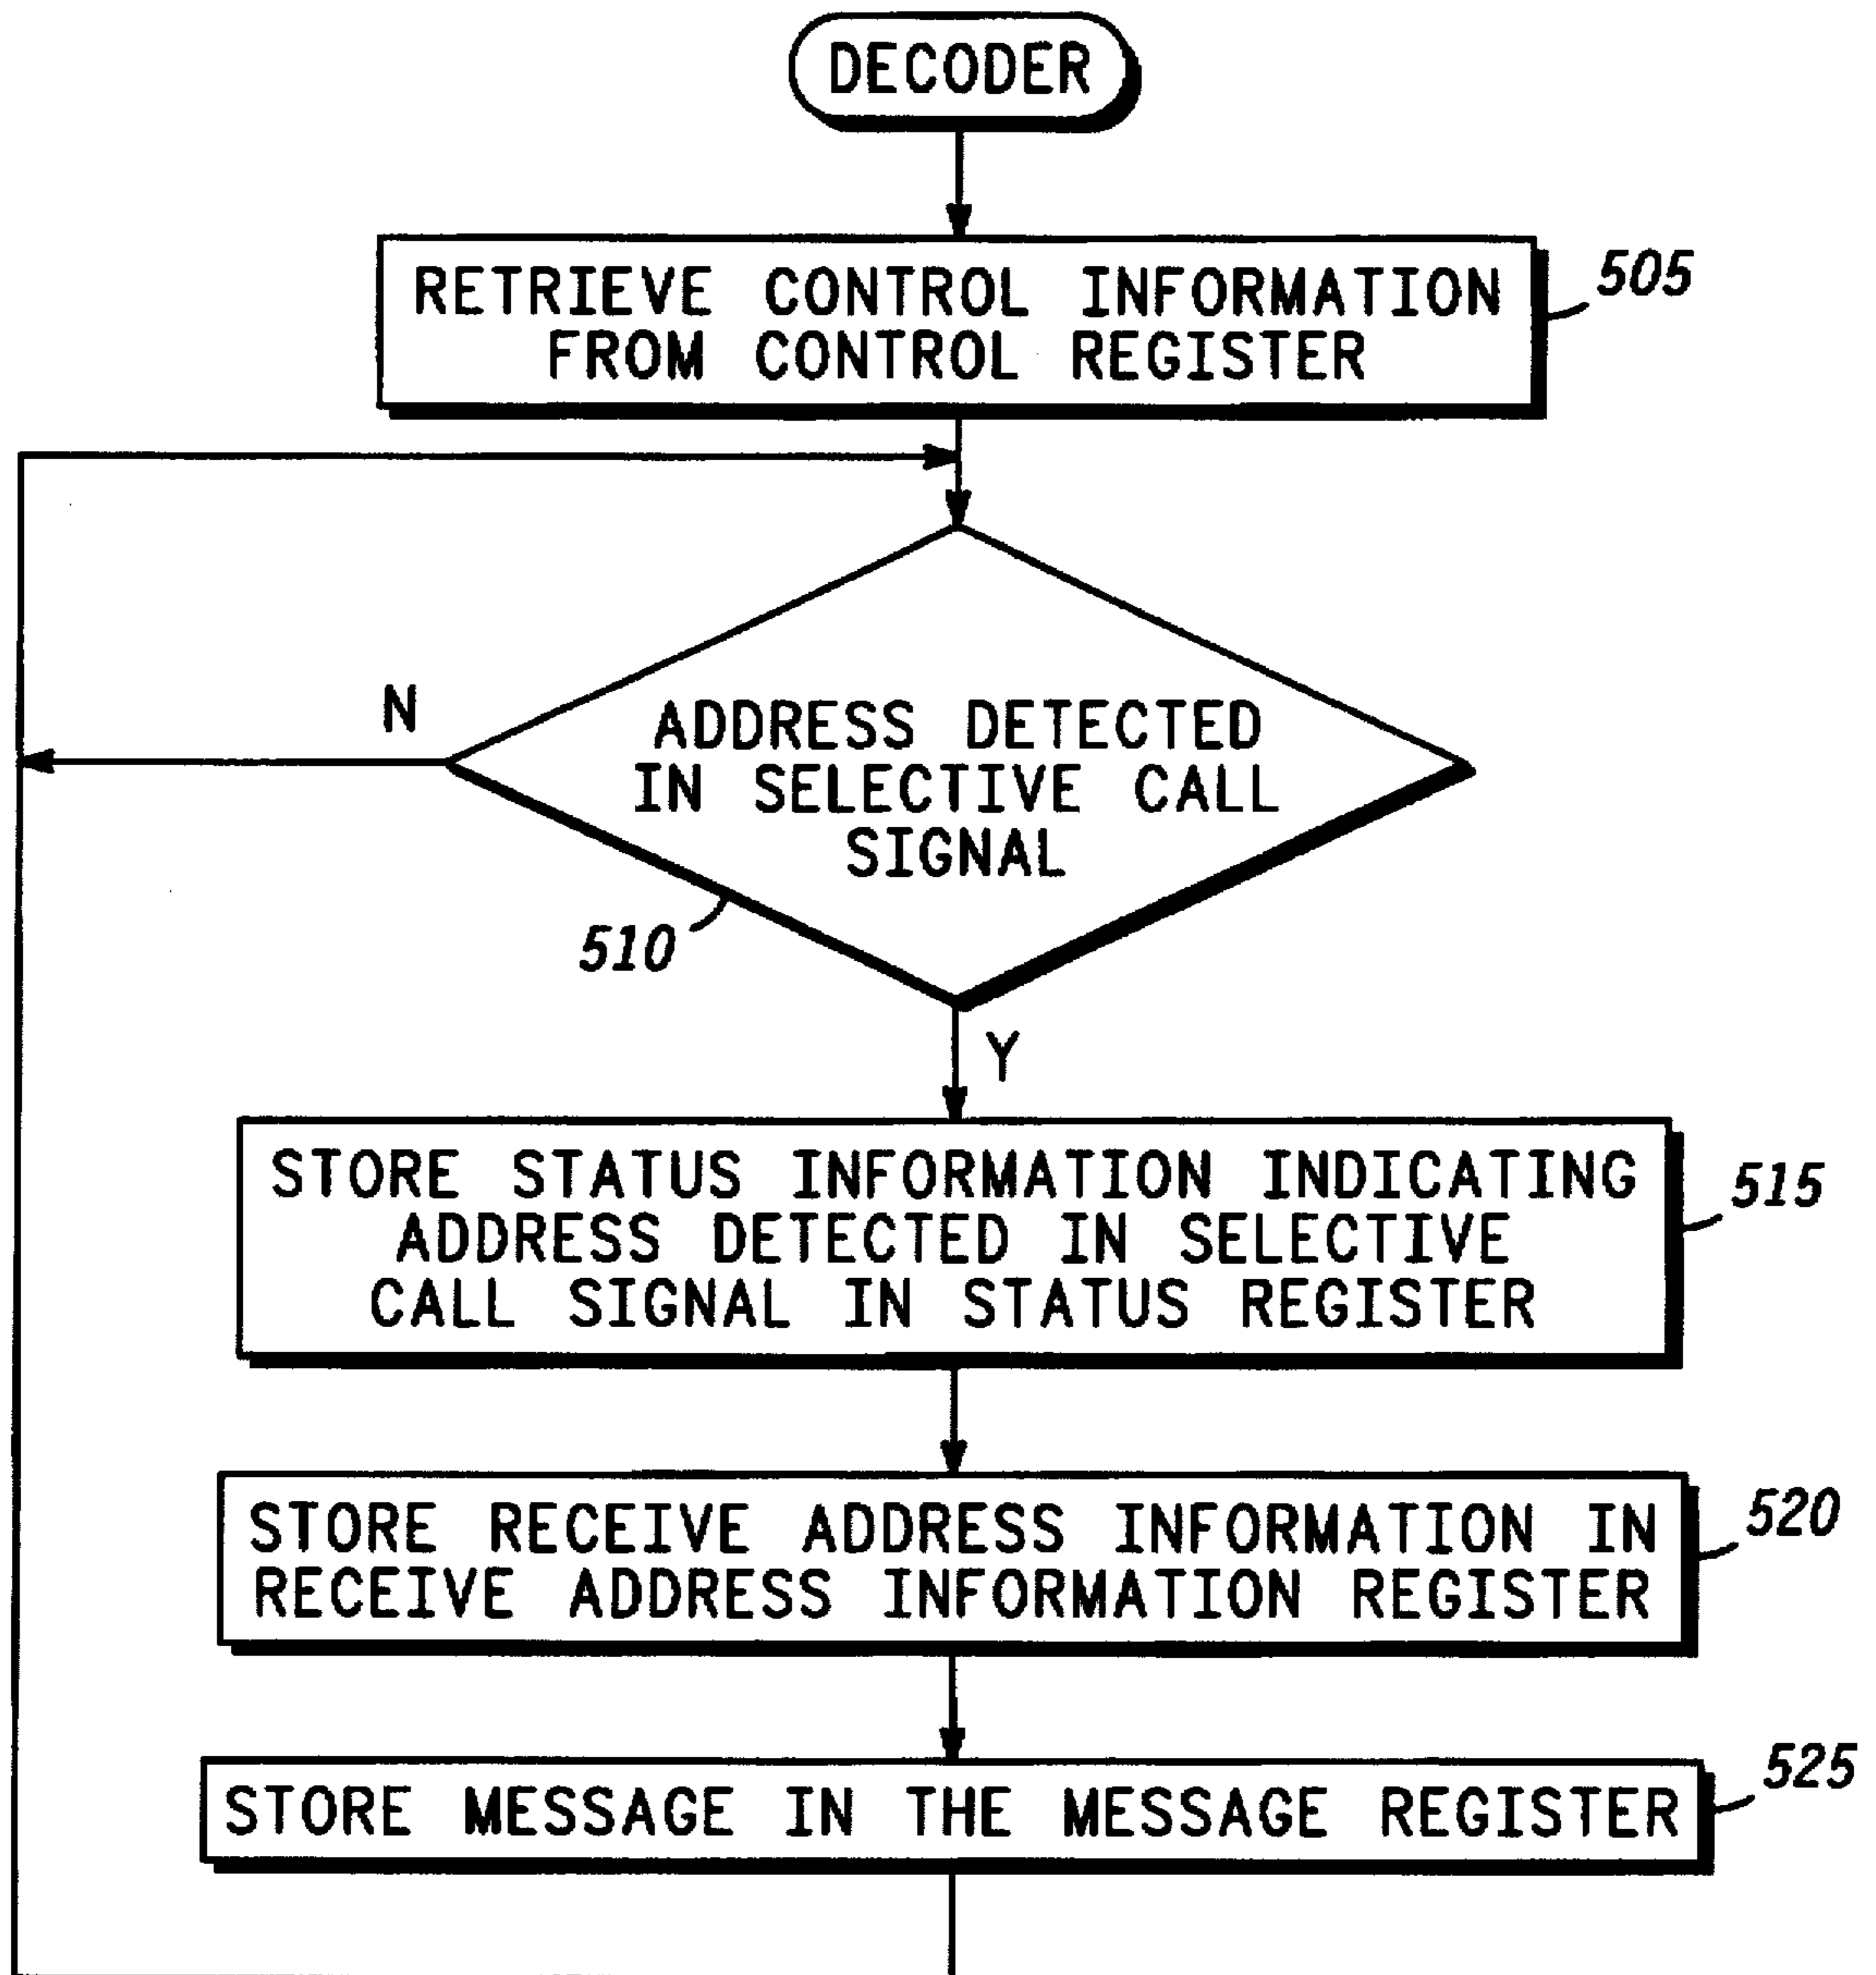 DECODER
RETRIEVE CONTROL INFORMATION
FROM CONTROL REGISTER
505
N
ADDRESS DETECTED
IN SELECTIVE CALL
SIGNAL
510
Y
STORE STATUS INFORMATION INDICATING
ADDRESS DETECTED IN SELECTIVE
CALL SIGNAL IN STATUS REGISTER
515
STORE RECEIVE ADDRESS INFORMATION IN
RECEIVE ADDRESS INFORMATION REGISTER
520
STORE MESSAGE IN THE MESSAGE REGISTER
525